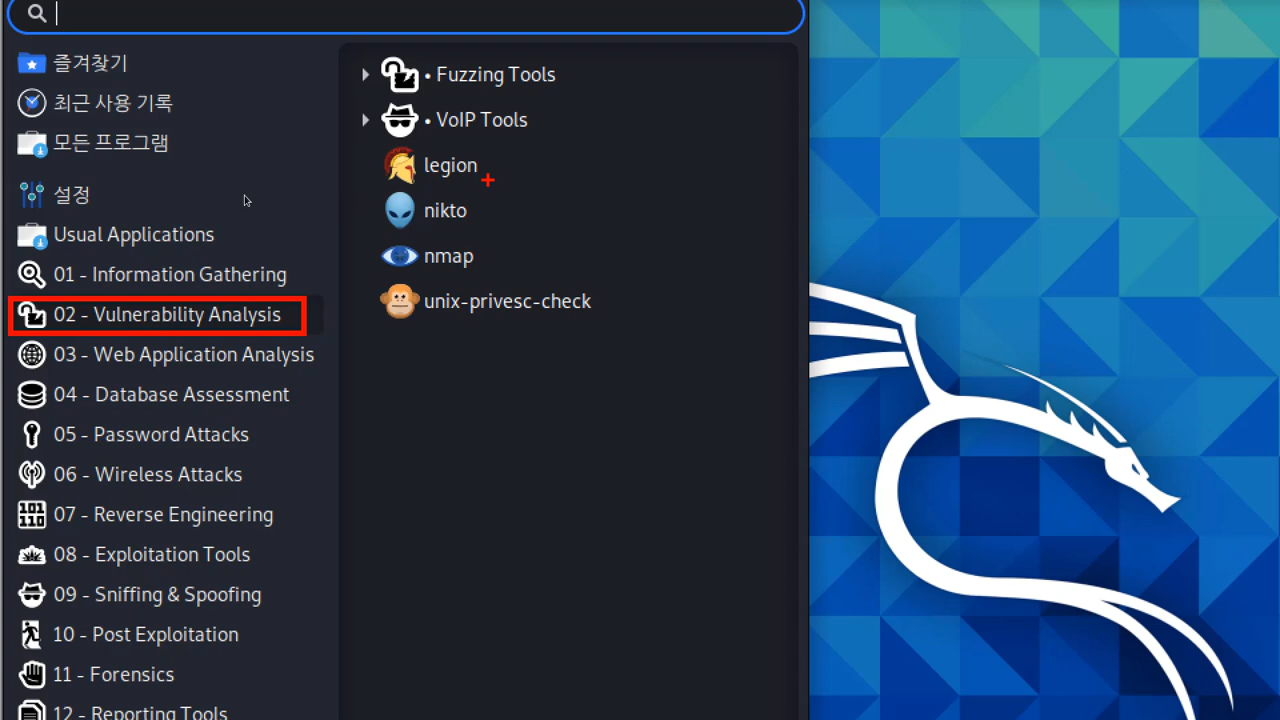 즐겨찾기
최근 사용 기록
모든 프로그램
설정
Usual Applications
01 - Information Gathering
02 - Vulnerability Analysis
03 - Web Application Analysis
04 - Database Assessment
05 - Password Attacks
06 - Wireless Attacks
07 - Reverse Engineering
08 - Exploitation Tools
09 - Sniffing & Spoofing
10 - Post Exploitation
11 - Forensics
12 - Reporting Tools
• Fuzzing Tools
• VoIP Tools
legion
nikto
nmap
unix-privesc-check